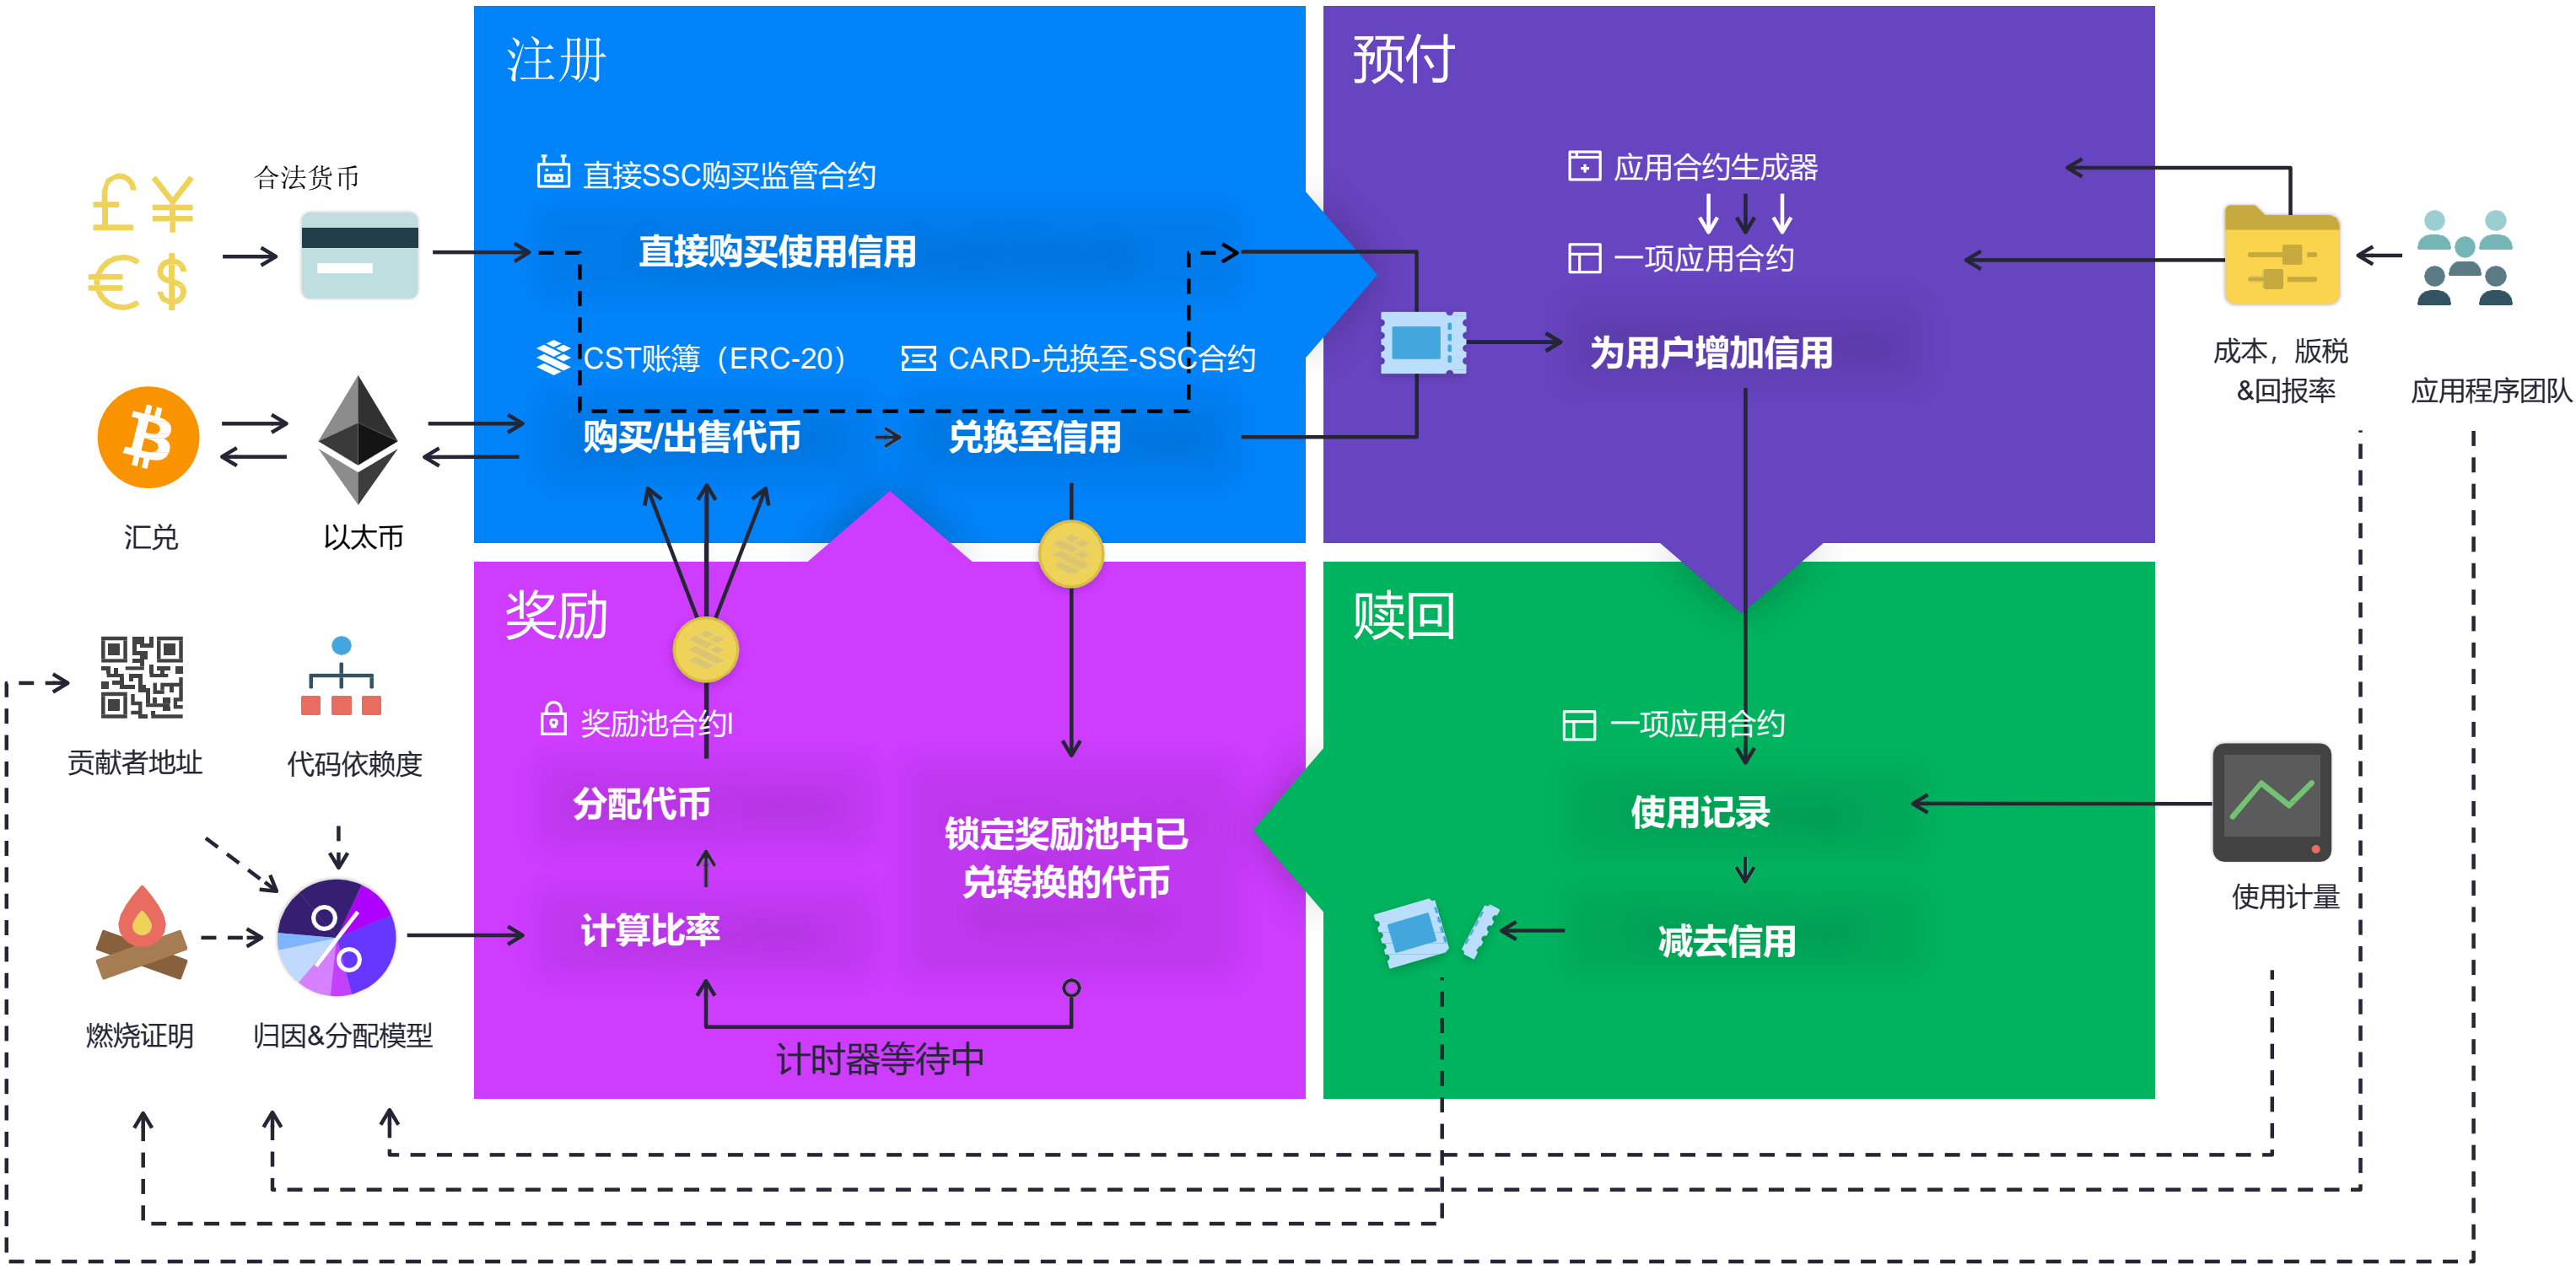 合法货币
汇兑
以太币
贡献者地址
代码依赖度
燃烧证明
归因&分配模型
注册
直接SSC购买监管合约
直接购买使用信用
CST账簿（ERC-20）
CARD-兑换至-SSC合约
购买/出售代币
兑换至信用
预付
应用合约生成器
一项应用合约
为用户增加信用
成本，版税
&回报率
应用程序团队
奖励
奖励池合约I
分配代币
计算比率
锁定奖励池中已
兑转换的代币
计时器等待中
赎回
一项应用合约
使用记录
减去信用
使用计量